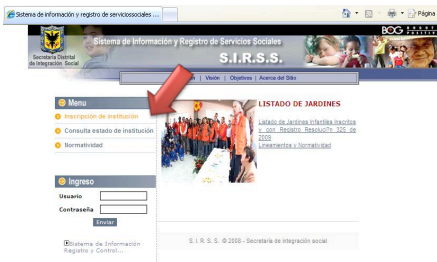 Sistema de información y registro de serviciossociales ...
Página
Secretaría Distrital
de Integración Social
Sistema de Información y Registro de Servicios Sociales
S.I.R.S.S.
BOG
POSITIV
| Visión | Objetivos | Acerca del Sitio
Menu
Inscripción de institución
Consulta estado de institución
Normatividad
LISTADO DE JARDINES
Listado de Jardines Infantiles Inscritos
y con Registro Resoluci?n 325 de
2009
Lineamientos y Normatividad
Ingreso
Usuario
Contraseña
Enviar
Sistema de Información
Registro y Control...
S. I. R. S. S. @ 2008 - Secretaria de integración social